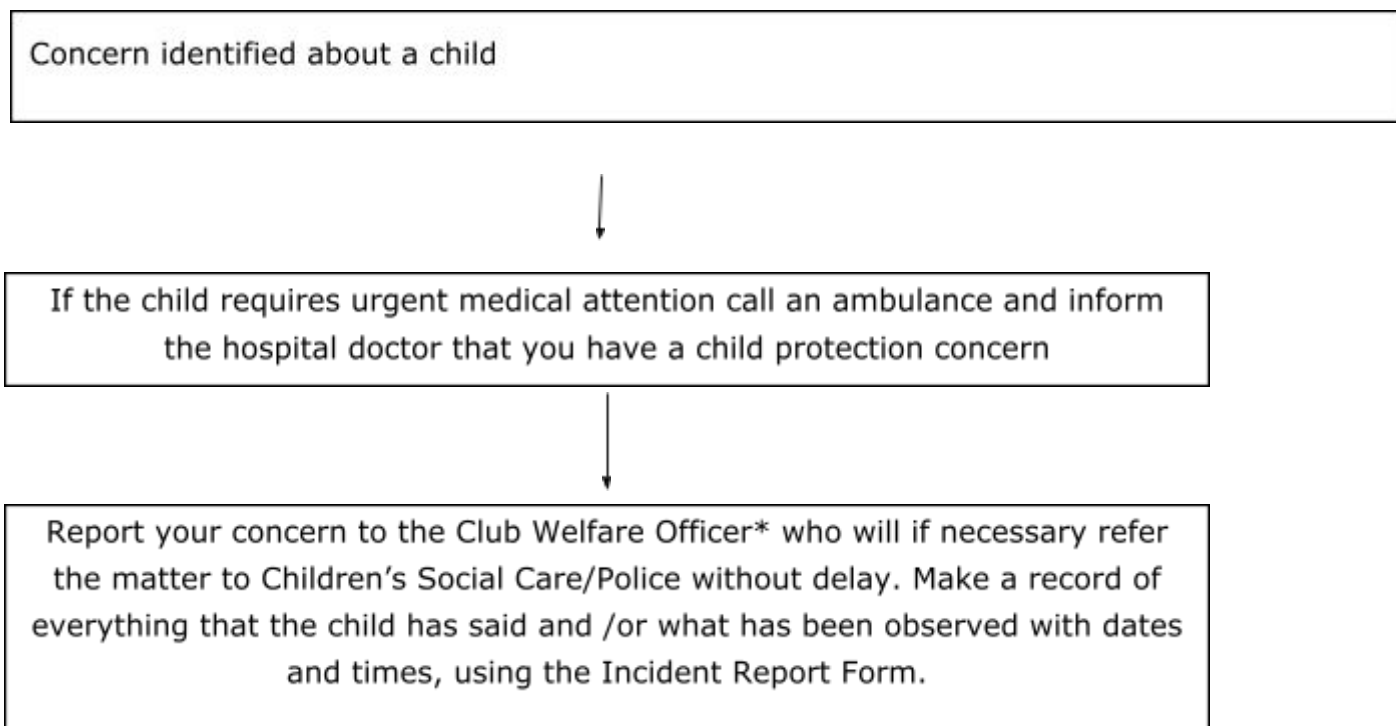 Concern identified about a child
If the child requires urgent medical attention call an ambulance and inform
the hospital doctor that you have a child protection concern
Report your concern to the Club Welfare Officer* who will if necessary refer
the matter to Children’s Social Care/Police without delay. Make a record of
everything that the child has said and /or what has been observed with dates
and times, using the Incident Report Form.